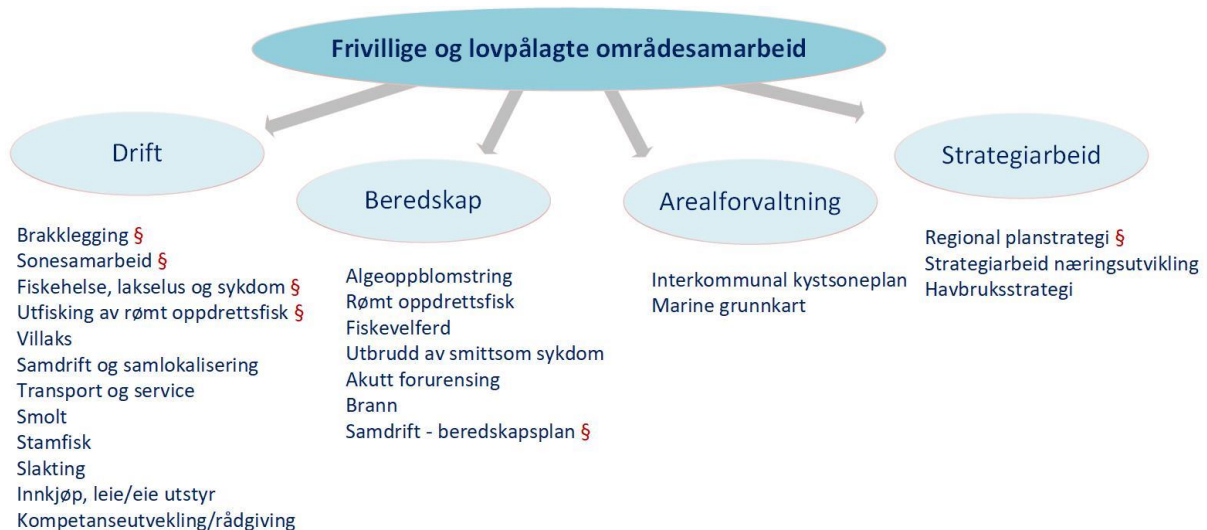 Frivillige og lovpålagte områdesamarbeid
Drift
Brakklegging §
Sonesamarbeid §
Fiskehelse, lakselus og sykdom §
Utfisking av rømt oppdrettsfisk §
Villaks
Samdrift og samlokalisering
Transport og service
Smolt
Stamfisk
Slakting
Innkjøp, leie/eie utstyr
Kompetanseutvekling/rådgiving
Beredskap
Algeoppblomstring
Rømt oppdrettsfisk
Fiskevelferd
Utbrudd av smittsom sykdom
Akutt forurensing
Brann
Samdrift - beredskapsplan §
Arealforvaltning
Interkommunal kystsoneplan
Marine grunnkart
Strategiarbeid
Regional planstrategi §
Strategiarbeid næringsutvikling
Havbruksstrategi